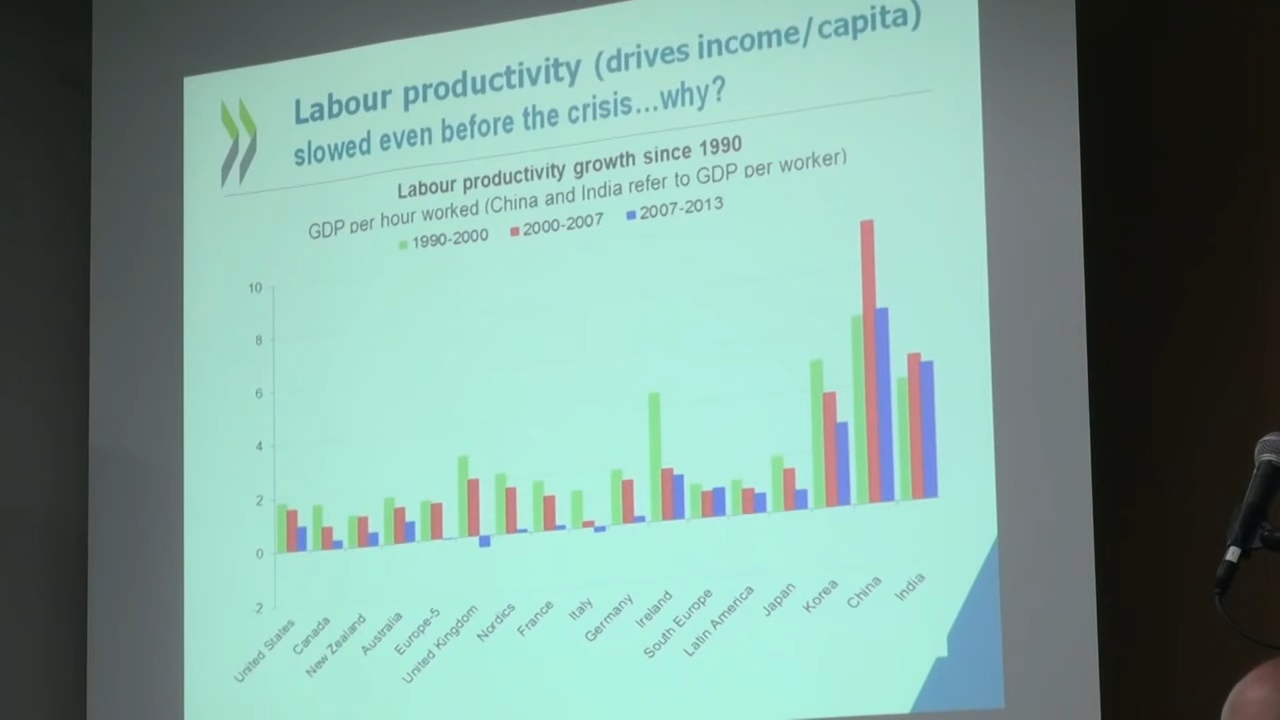 Labour productivity (drives income/capita)
slowed even before the crisis...why?
Labour productivity growth since 1990
GDP per hour worked (China and India refer to GDP per worker)
1990-2000 2000-2007 2007-2013
10
8
6
4
2
0
-2
United States
Canada
New Zealand
Australia
Europe-5
United Kingdom
Nordics
France
Italy
Germany
Ireland
South Europe
Latin America
Japan
Korea
China
India